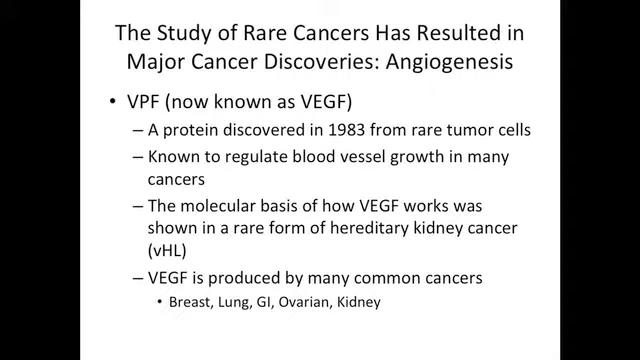 The Study of Rare Cancers Has Resulted in
Major Cancer Discoveries: Angiogenesis
• VPF (now known as VEGF)
– A protein discovered in 1983 from rare tumor cells
– Known to regulate blood vessel growth in many
cancers
– The molecular basis of how VEGF works was
shown in a rare form of hereditary kidney cancer
(vHL)
– VEGF is produced by many common cancers
• Breast, Lung, GI, Ovarian, Kidney